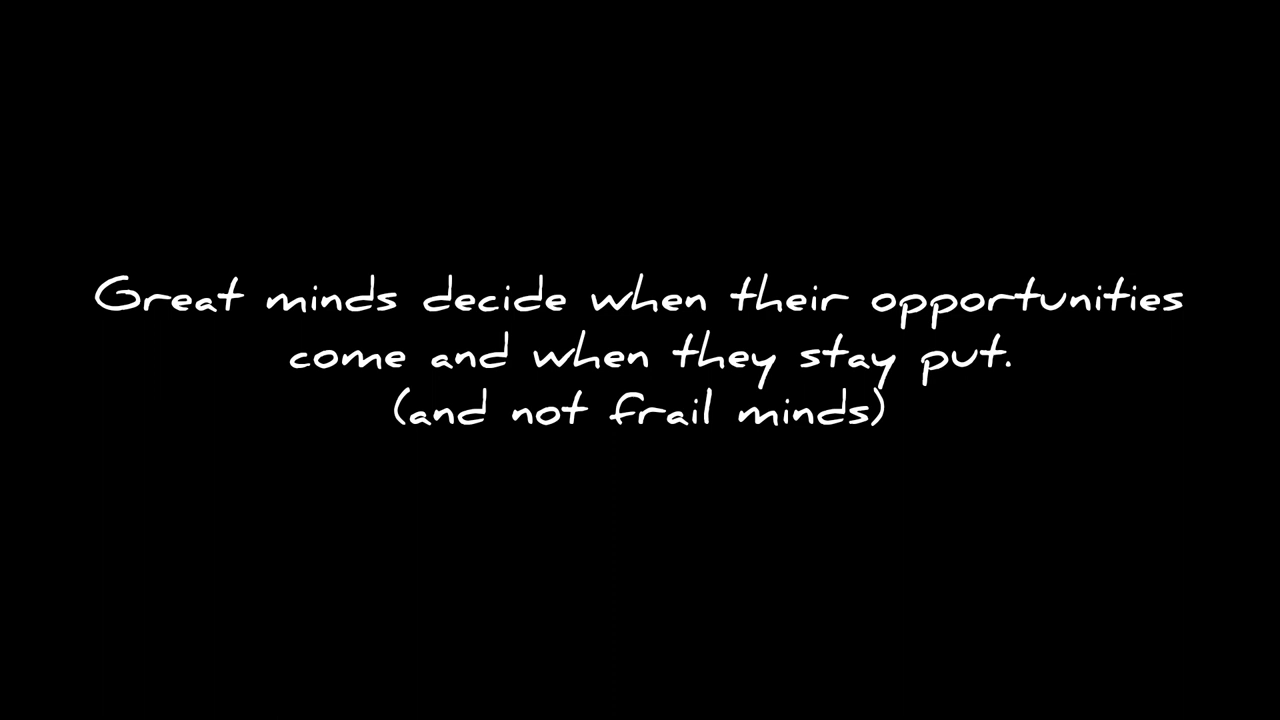 Great minds decide when their opportunities
come and when they stay put.
(and not frail minds)